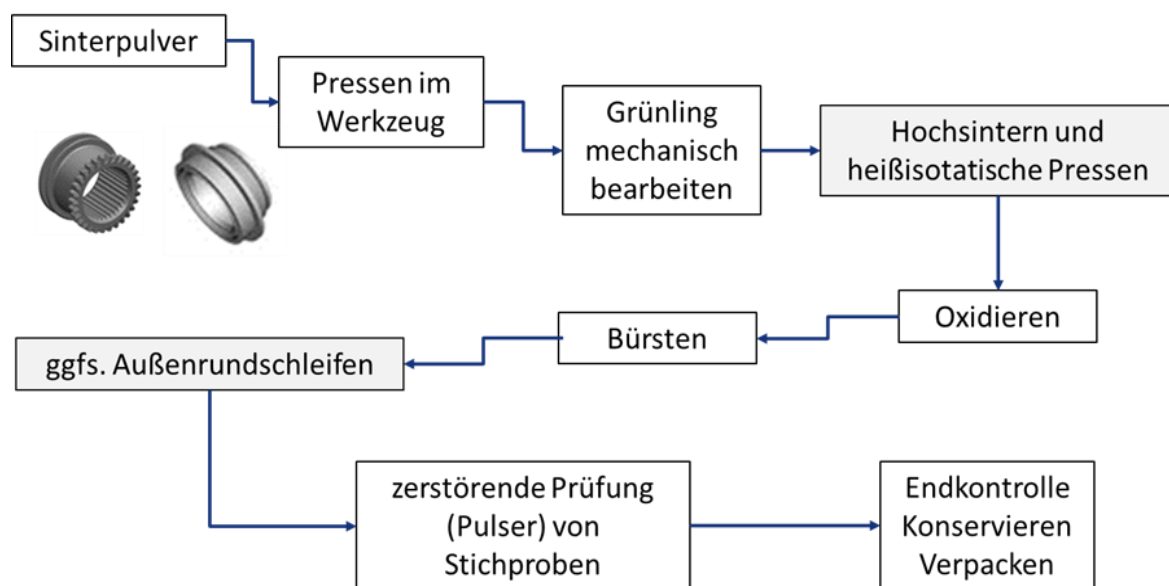 Sinterpulver
Pressen im
Werkzeug
Grünling
mechanisch
bearbeiten
Hochsintern und
heißisotatische Pressen
Oxidieren
Bürsten
ggfs. Außenrundschleifen
zerstörende Prüfung
(Pulser) von
Stichproben
Endkontrolle
Konservieren
Verpacken